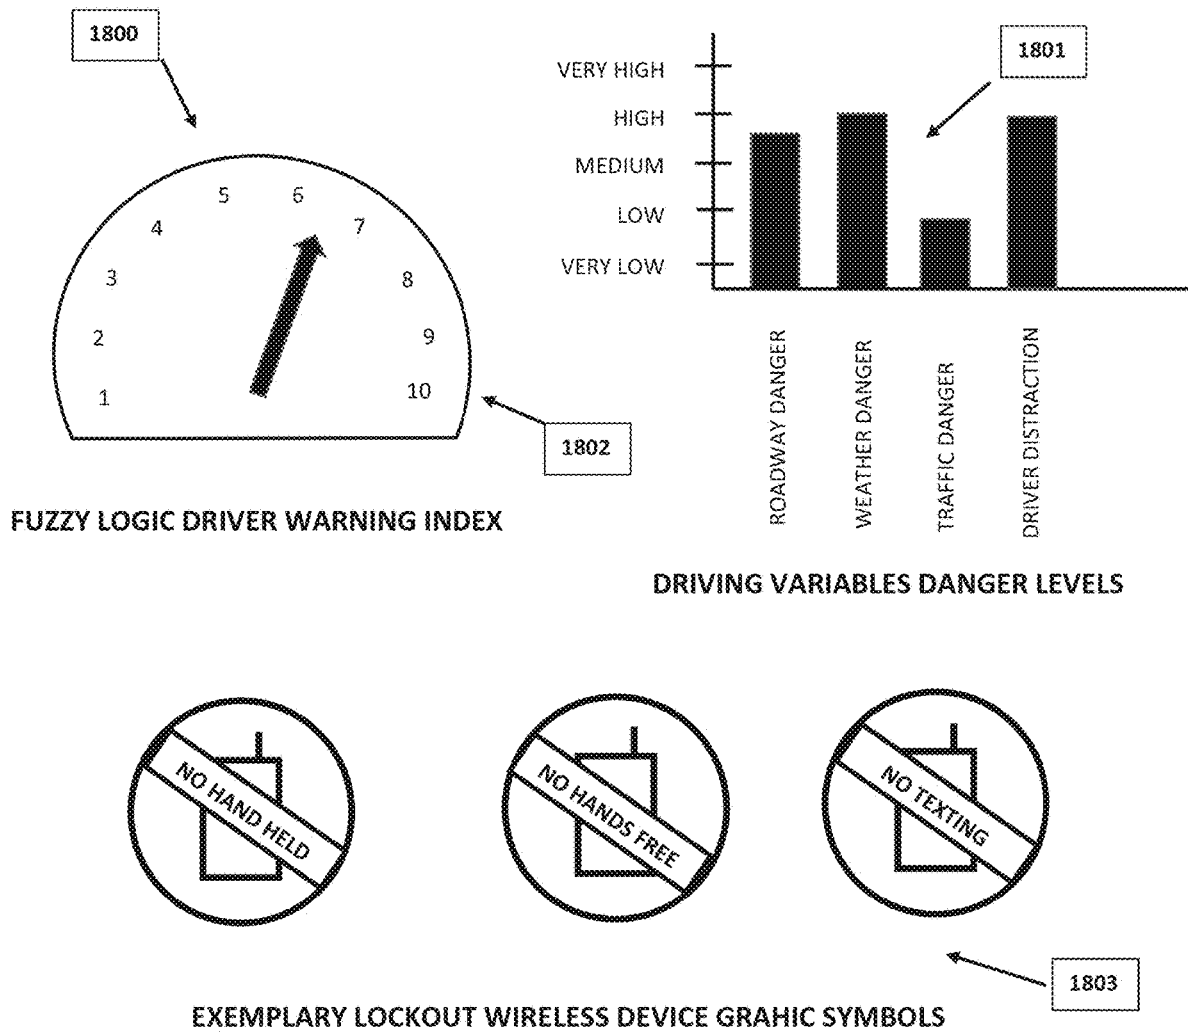 1800
1
2
3
4
5
6
7
8
9
10
1802
FUZZY LOGIC DRIVER WARNING INDEX
1801
VERY HIGH
HIGH
MEDIUM
LOW
VERY LOW
ROADWAY DANGER
WEATHER DANGER
TRAFFIC DANGER
DRIVER DISTRACTION
DRIVING VARIABLES DANGER LEVELS
NO HAND HELD
NO HANDS FREE
NO TEXTING
1803
EXEMPLARY LOCKOUT WIRELESS DEVICE GRAHIC SYMBOLS